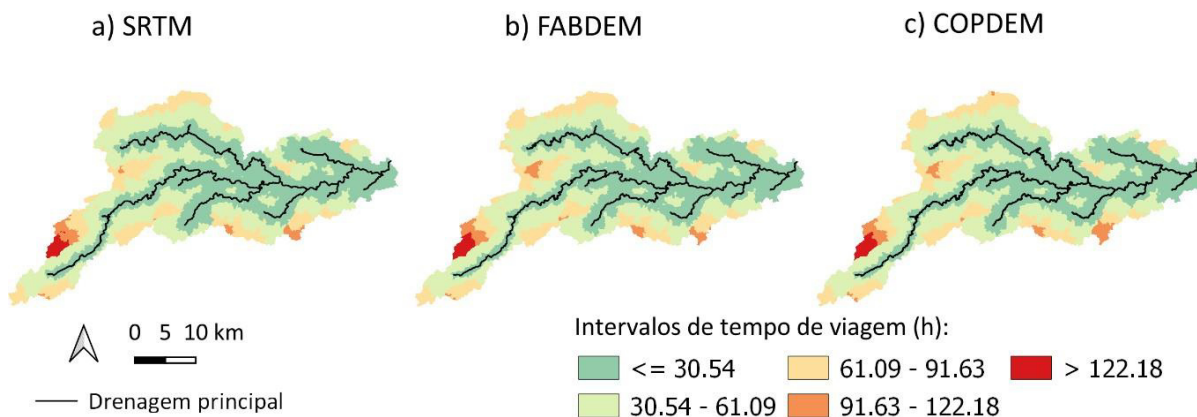 a) SRTM
b) FABDEM
c) COPDEM
0 5 10 km
Drenagem principal
Intervalos de tempo de viagem (h):
<= 30.54
61.09 - 91.63
> 122.18
30.54 - 61.09
91.63 - 122.18